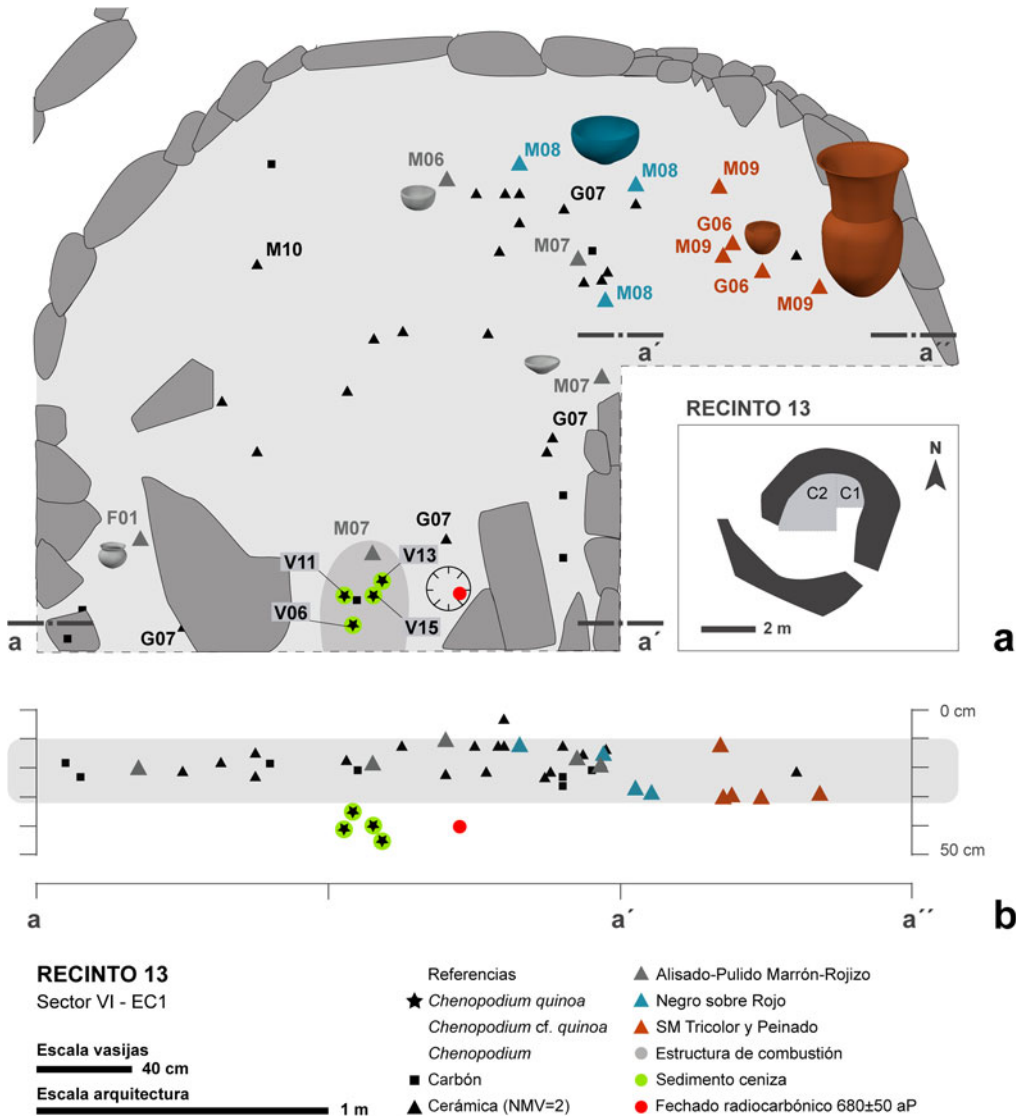 M06
M08
M08
M09
G07
G06
M09
M10
M07
G06
M09
M08
a´
a´´
M07
RECINTO 13
G07
N
C2
C1
F01
M07
G07
V11
V13
V06
V15
2 m
a
G07
a´
a
0 cm
50 cm
a
a´
a´´
b
RECINTO 13
Sector VI - EC1
Escala vasijas
40 cm
Escala arquitectura
1 m
Referencias
Chenopodium quinoa
Chenopodium cf. quinoa
Chenopodium
Carbón
Cerámica (NMV=2)
Alisado-Pulido Marrón-Rojizo
Negro sobre Rojo
SM Tricolor y Peinado
Estructura de combustión
Sedimento ceniza
Fechado radiocarbónico 680±50 aP